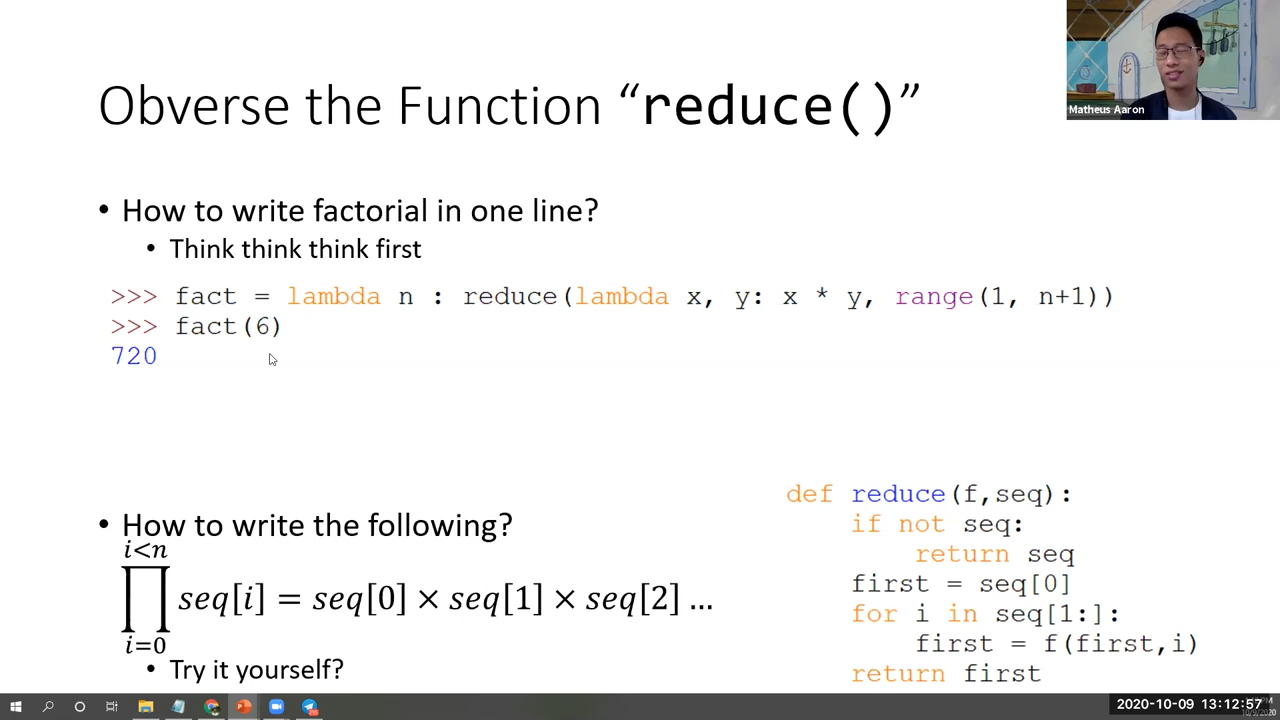 Obverse the Function “reduce()”
Matheus Aaron
• How to write factorial in one line?
• Think think think first
>>> fact = lambda n : reduce(lambda x, y: x * y, range(1, n+1))
>>> fact(6)
720
• How to write the following?
i<n
∏ seq[i] = seq[0] × seq[1] × seq[2] ...
i=0
• Try it yourself?
def reduce(f,seq):
if not seq:
return seq
first = seq[0]
for i in seq[1:]:
first = f(first,i)
return first
2020-10-09 13:12:57